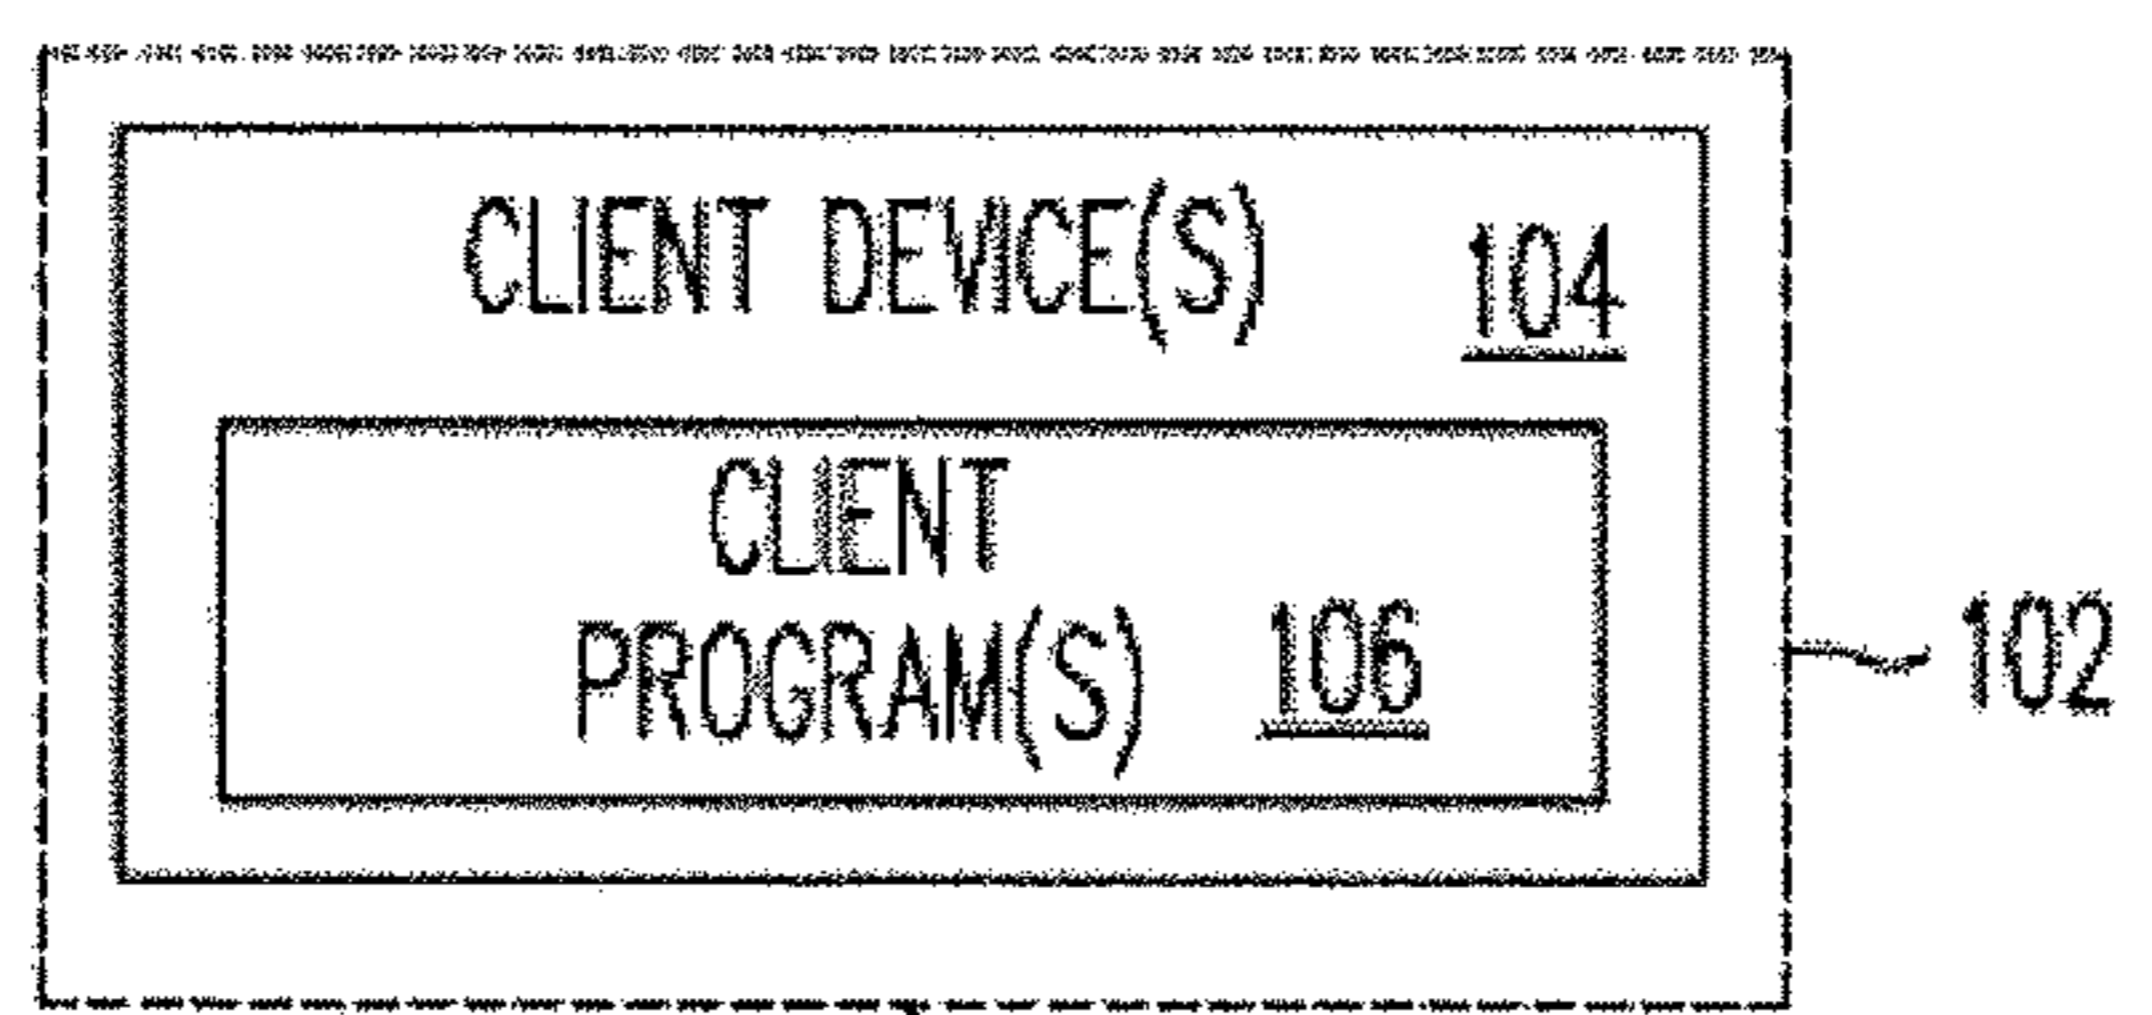 CLIENT DEVICE(S) 104
CLIENT
PROGRAM(S) 106
102